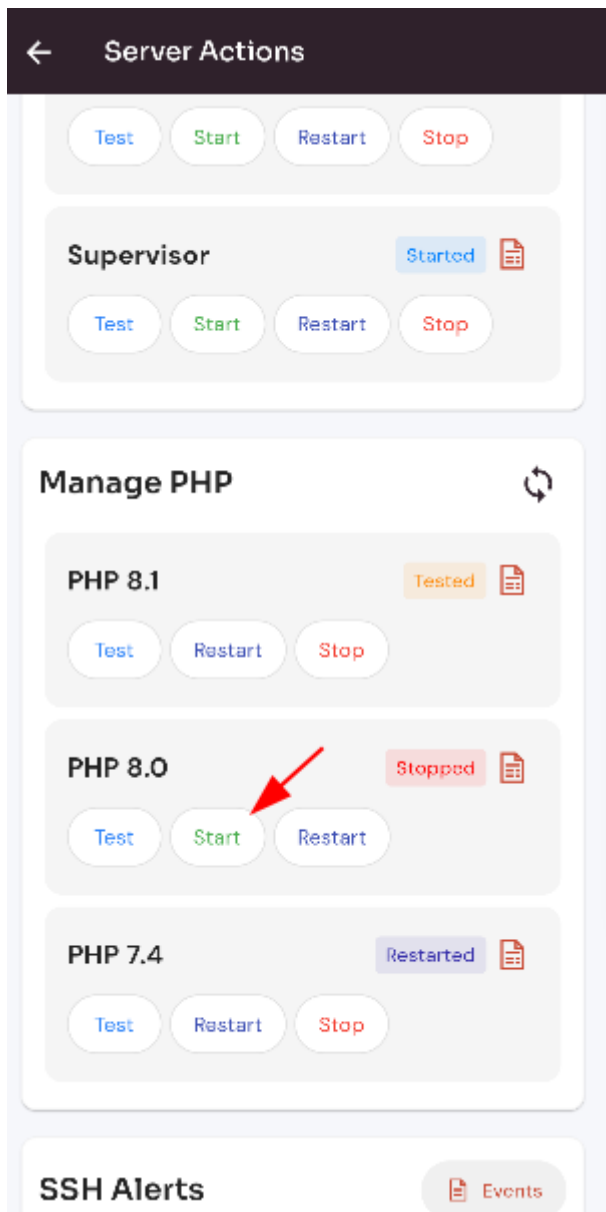 Server Actions
Test Start Restart Stop
Supervisor Started
Test Start Restart Stop
Manage PHP
PHP 8.1 Tested
Test Restart Stop
PHP 8.0 Stopped
Test Start Restart
PHP 7.4 Restarted
Test Restart Stop
SSH Alerts Events